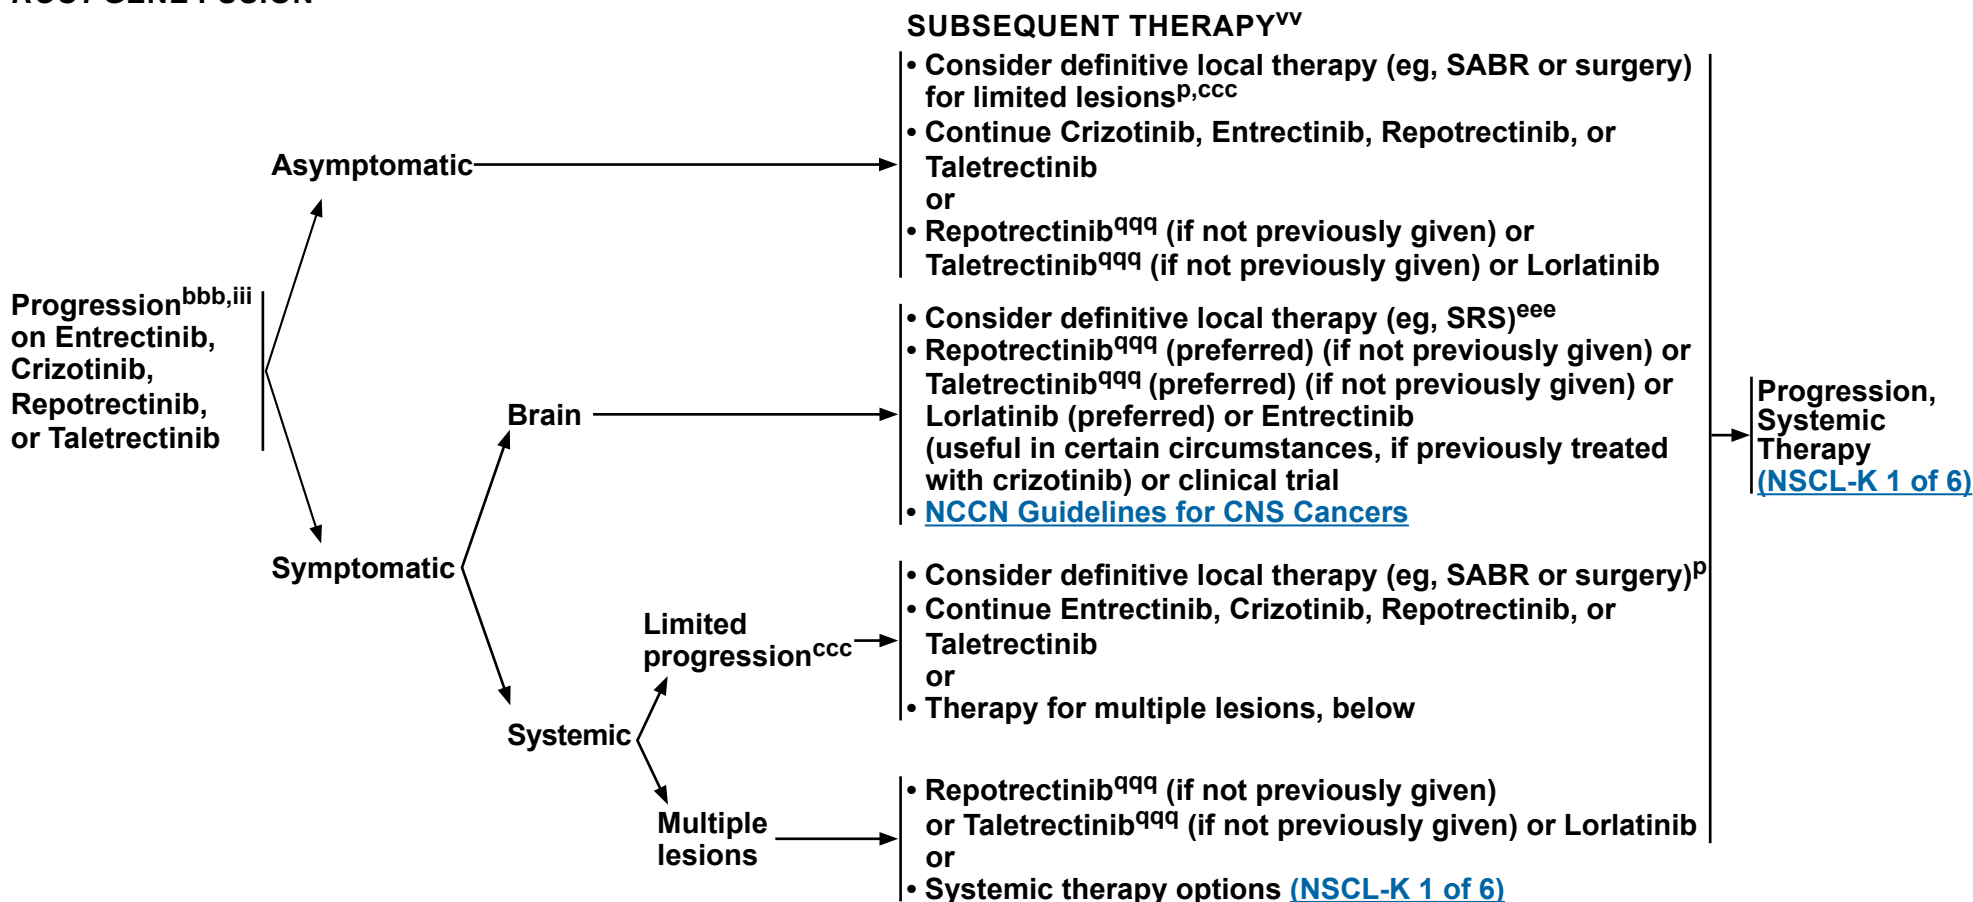 SUBSEQUENT THERAPYvv
Progressionbbb,iii
on Entrectinib,
Crizotinib,
Repotrectinib,
or Taletrectinib
Asymptomatic
• Consider definitive local therapy (eg, SABR or surgery)
for limited lesionsp,ccc
• Continue Crizotinib, Entrectinib, Repotrectinib, or
Taletrectinib
or
• Repotrectinibqqq (if not previously given) or
Taletrectinibqqq (if not previously given) or Lorlatinib
Symptomatic
Brain
• Consider definitive local therapy (eg, SRS)eee
• Repotrectinibqqq (preferred) (if not previously given) or
Taletrectinibqqq (preferred) (if not previously given) or
Lorlatinib (preferred) or Entrectinib
(useful in certain circumstances, if previously treated
with crizotinib) or clinical trial
• NCCN Guidelines for CNS Cancers
Systemic
Limited
progressionccc
• Consider definitive local therapy (eg, SABR or surgery)p
• Continue Entrectinib, Crizotinib, Repotrectinib, or
Taletrectinib
or
• Therapy for multiple lesions, below
Multiple
lesions
• Repotrectinibqqq (if not previously given)
or Taletrectinibqqq (if not previously given) or Lorlatinib
or
• Systemic therapy options (NSCL-K 1 of 6)
Progression,
Systemic
Therapy
(NSCL-K 1 of 6)